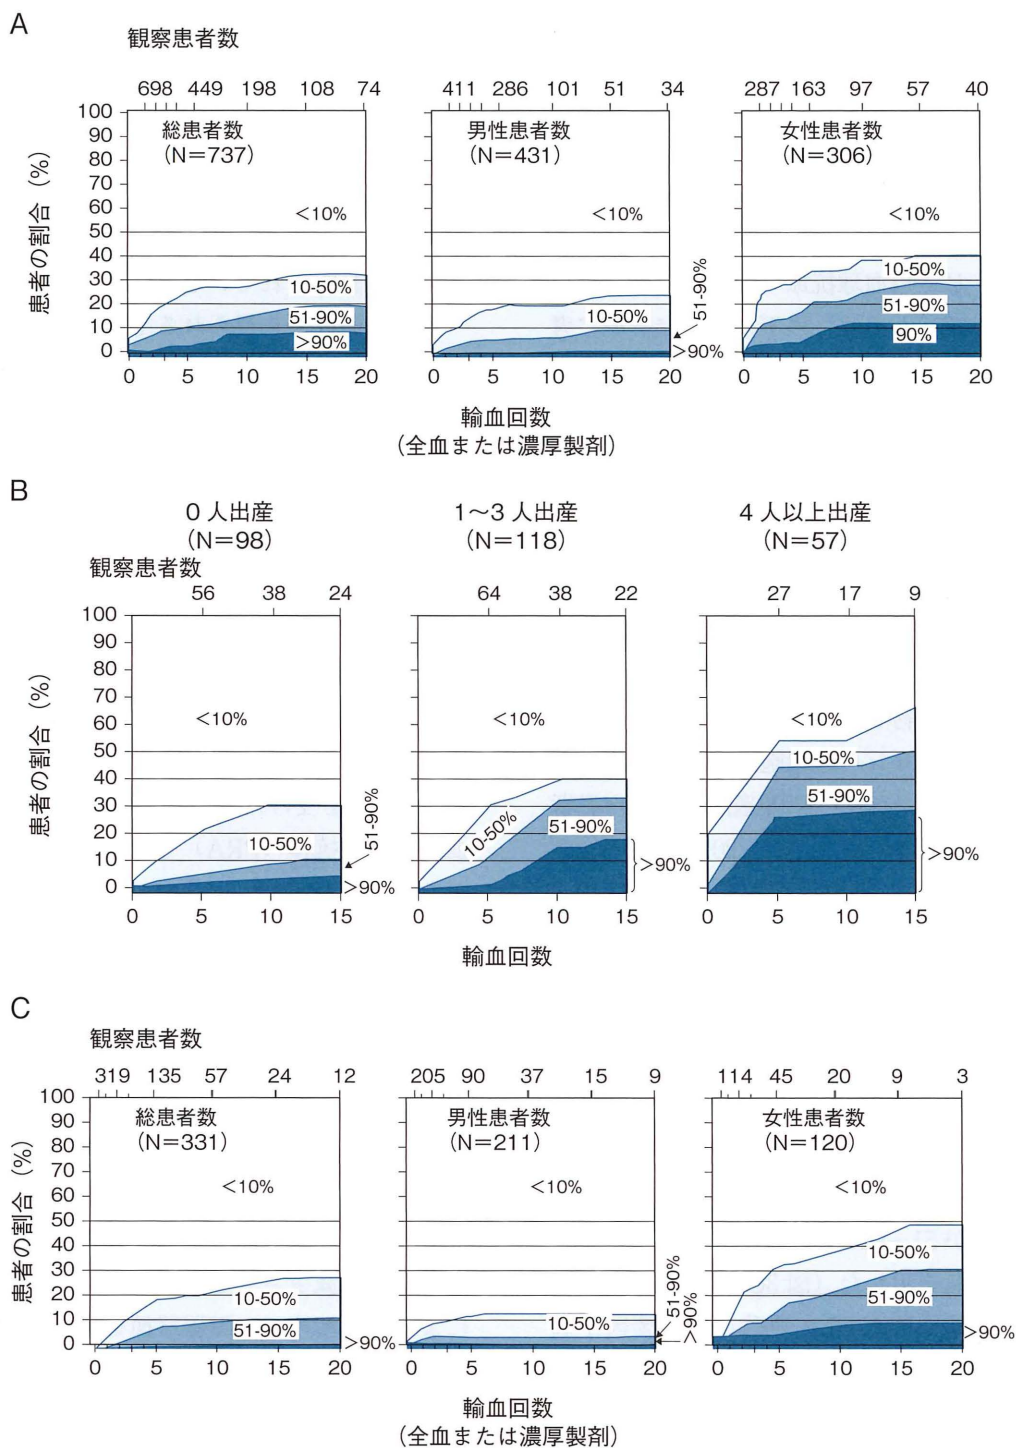 A
観察患者数
698 449 198 108 74
411 286 101 51 34
287 163 97 57 40
総患者数
(N=737)
男性患者数
(N=431)
女性患者数
(N=306)
患者の割合 (%)
100
90
80
70
60
50
40
30
20
10
0
<10%
10-50%
51-90%
>90%
<10%
10-50%
51-90%
>90%
<10%
10-50%
51-90%
90%
0 5 10 15 20
0 5 10 15 20
0 5 10 15 20
輸血回数
(全血または濃厚製剤)
B
0 人出産
(N=98)
1〜3 人出産
(N=118)
4 人以上出産
(N=57)
観察患者数
56 38 24
64 38 22
27 17 9
患者の割合 (%)
100
90
80
70
60
50
40
30
20
10
0
<10%
10-50%
51-90%
>90%
<10%
10-50%
51-90%
>90%
<10%
10-50%
51-90%
>90%
0 5 10 15
0 5 10 15
0 5 10 15
輸血回数
C
観察患者数
319 135 57 24 12
205 90 37 15 9
114 45 20 9 3
総患者数
(N=331)
男性患者数
(N=211)
女性患者数
(N=120)
患者の割合 (%)
100
90
80
70
60
50
40
30
20
10
0
<10%
10-50%
51-90%
>90%
<10%
10-50%
51-90%
>90%
<10%
10-50%
51-90%
>90%
0 5 10 15 20
0 5 10 15 20
0 5 10 15 20
輸血回数
(全血または濃厚製剤)